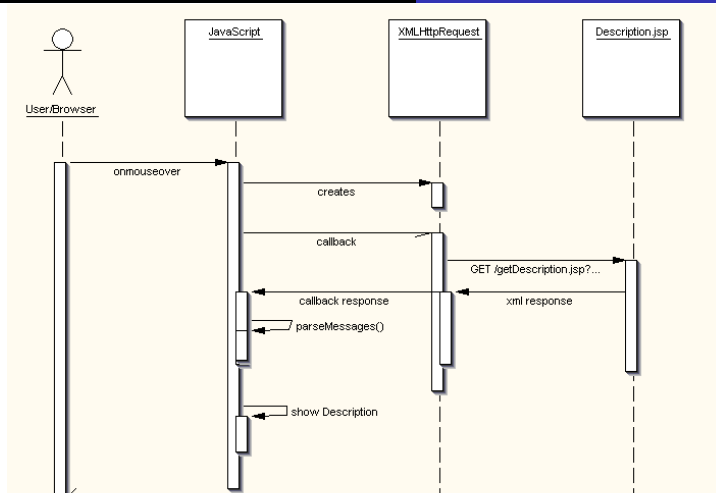 JavaScript
XMLHttpRequest
Description.jsp
User/Browser
onmouseover
creates
callback
GET /getDescription.jsp?...
callback response
xml response
parseMessages()
show Description